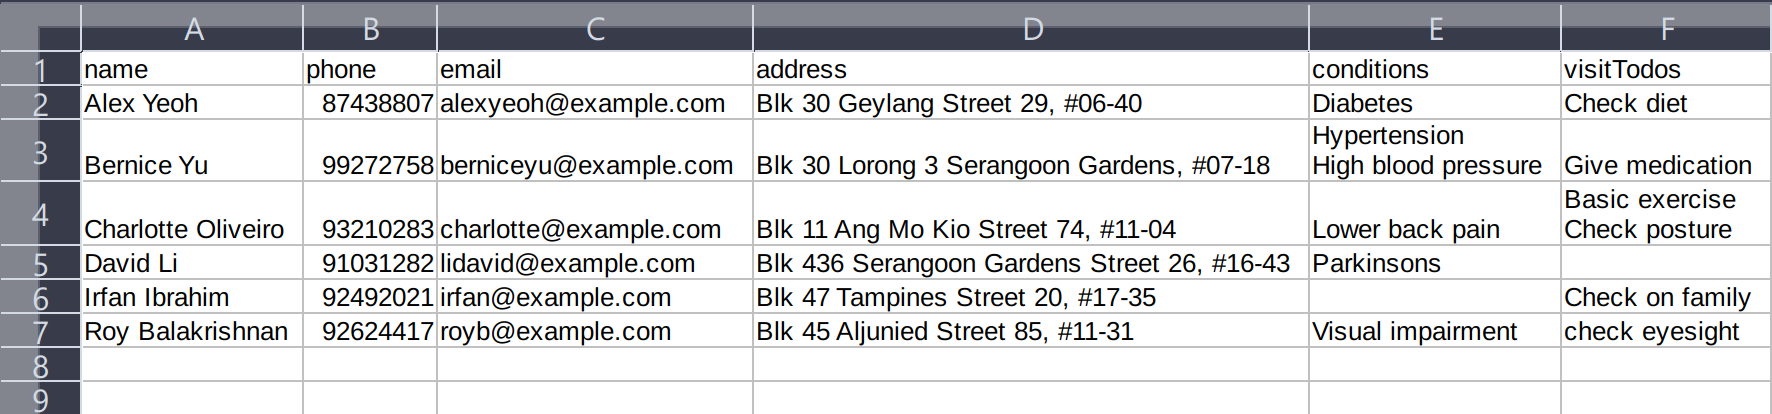 A B C D E F
1 name phone email address conditions visitTodos
2 Alex Yeoh 87438807 alexyeoh@example.com Blk 30 Geylang Street 29, #06-40 Diabetes Check diet
Hypertension
3 Bernice Yu 99272758 berniceyu@example.com Blk 30 Lorong 3 Serangoon Gardens, #07-18 High blood pressure Give medication
Basic exercise
4 Charlotte Oliveiro 93210283 charlotte@example.com Blk 11 Ang Mo Kio Street 74, #11-04 Lower back pain Check posture
5 David Li 91031282 lidavid@example.com Blk 436 Serangoon Gardens Street 26, #16-43 Parkinsons
6 Irfan Ibrahim 92492021 irfan@example.com Blk 47 Tampines Street 20, #17-35 Check on family
7 Roy Balakrishnan 92624417 royb@example.com Blk 45 Aljunied Street 85, #11-31 Visual impairment check eyesight
8
9